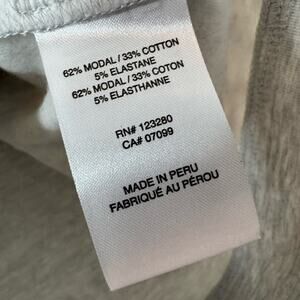 62% MODAL / 33% COTTON
5% ELASTANE
62% MODAL / 33% COTON
5% ELASTHANNE
RN# 123280
CA# 07099
MADE IN PERU
FABRIQUÉ AU PÉROU